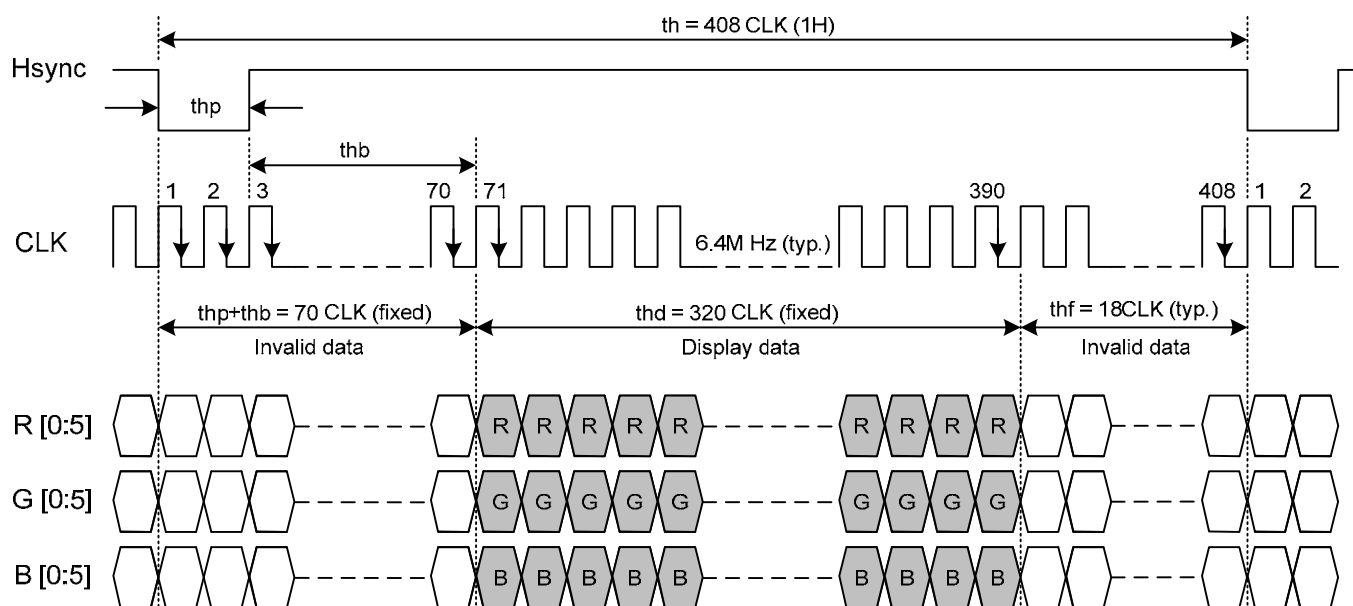 th = 408 CLK (1H)
Hsync
thp
thb
1 2 3 70 71 390 408 1 2
CLK
6.4M Hz (typ.)
thp+thb = 70 CLK (fixed) thd = 320 CLK (fixed) thf = 18CLK (typ.)
Invalid data Display data Invalid data
R [0:5] R R R R R R R R R
G [0:5] G G G G G G G G G
B [0:5] B B B B B B B B B